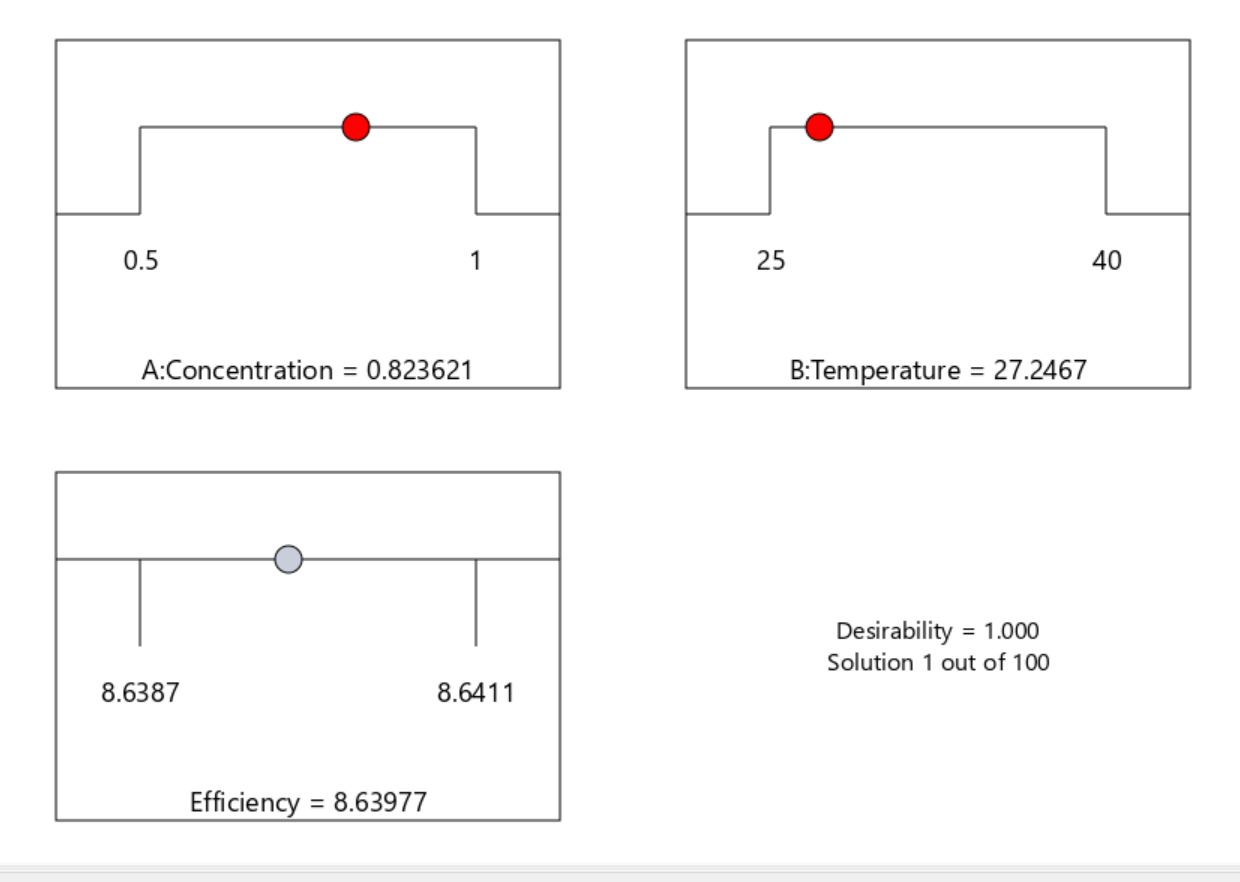 0.5 1
A:Concentration = 0.823621
25 40
B:Temperature = 27.2467
8.6387 8.6411
Efficiency = 8.63977
Desirability = 1.000
Solution 1 out of 100